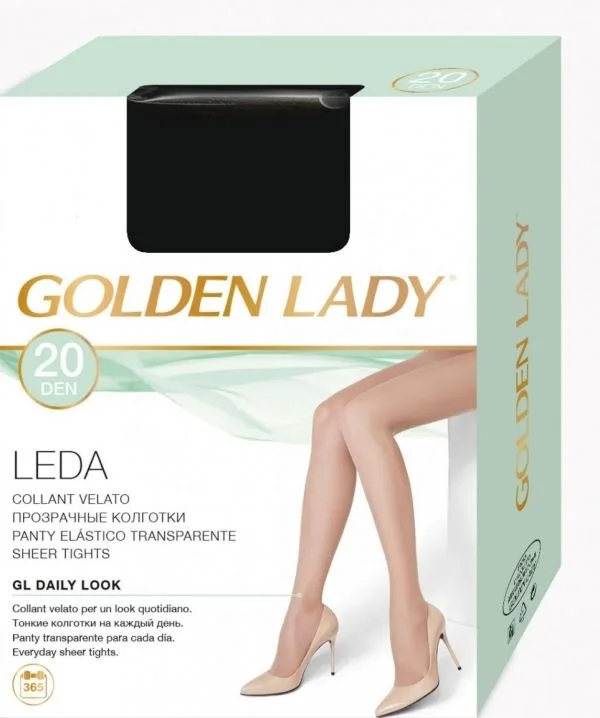 20
DEN
GOLDEN LADY®
20
DEN
LEDA
COLLANT VELATO
ПРОЗРАЧНЫЕ КОЛГОТКИ
PANTY ELÁSTICO TRANSPARENTE
SHEER TIGHTS
GL DAILY LOOK
Collant velato per un look quotidiano.
Тонкие колготки на каждый день.
Panty transparente para cada día.
Everyday sheer tights.
365
GOLDEN LADY